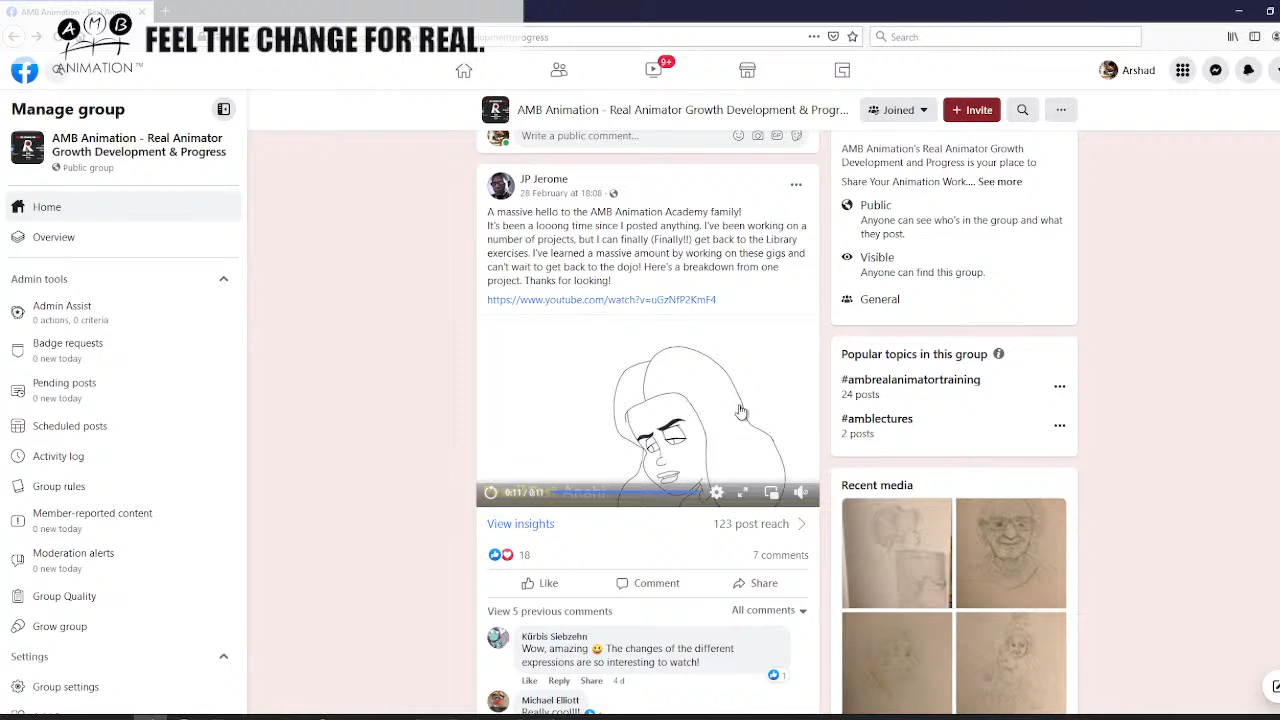 AMB Animation - Real Animat
AMB
ANIMATION™
FEEL THE CHANGE FOR REAL.
Search
9+
Arshad
Manage group
AMB Animation - Real Animator
Growth Development & Progress
Public group
Home
Overview
Admin tools
Admin Assist
0 actions, 0 criteria
Badge requests
0 new today
Pending posts
0 new today
Scheduled posts
Activity log
Group rules
Member-reported content
0 new today
Moderation alerts
0 new today
Group Quality
Grow group
Settings
Group settings
AMB Animation - Real Animator Growth Development & Progr...
Joined
+ Invite
Write a public comment...
JP Jerome
28 February at 18:08
A massive hello to the AMB Animation Academy family!
It's been a looong time since I posted anything. I've been working on a
number of projects, but I can finally (Finally!!) get back to the Library
exercises. I've learned a massive amount by working on these gigs and
can't wait to get back to the dojo! Here's a breakdown from one
project. Thanks for looking!
https://www.youtube.com/watch?v=uGzNfP2KmF4
0:11 / 0:11
View insights
123 post reach
18
7 comments
Like
Comment
Share
View 5 previous comments
All comments
Kürbis Siebzehn
Wow, amazing 😀 The changes of the different
expressions are so interesting to watch!
1
Like Reply Share 4 d
Michael Elliott
Really cool!!!
AMB Animation's Real Animator Growth
Development and Progress is your place to
Share Your Animation Work.... See more
Public
Anyone can see who's in the group and what
they post.
Visible
Anyone can find this group.
General
Popular topics in this group
#ambrealanimatortraining
24 posts
#amblectures
2 posts
Recent media